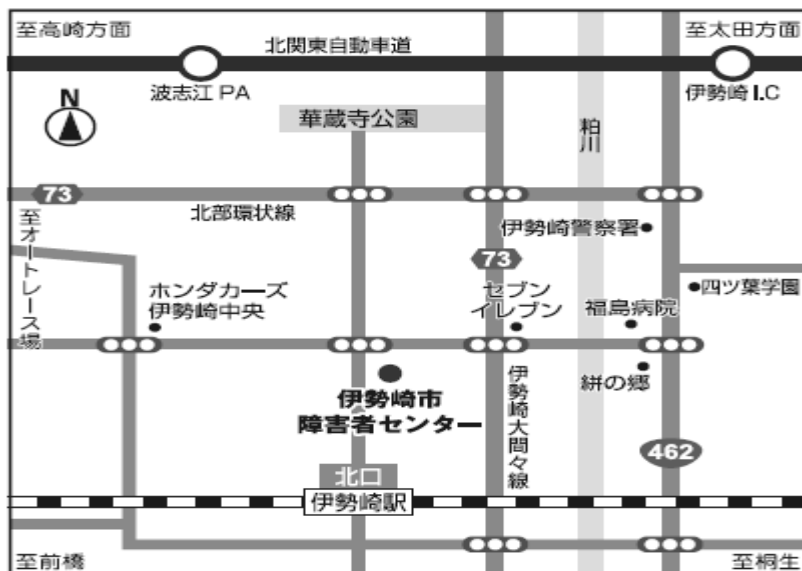 至高崎方面
北関東自動車道
至太田方面
波志江 PA
伊勢崎 I.C
N
華蔵寺公園
粕川
73
北部環状線
至オートレース場
伊勢崎警察署
73
ホンダカーズ
伊勢崎中央
セブン
イレブン
福島病院
四ツ葉学園
伊勢崎市
障害者センター
伊勢崎大間々線
絣の郷
462
北口
伊勢崎駅
至前橋
至桐生